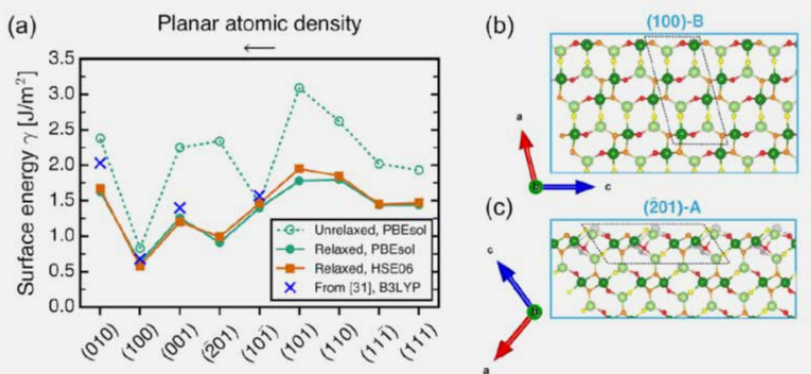 (a)
Planar atomic density
←
Surface energy γ [J/m²]
3.5
3.0
2.5
2.0
1.5
1.0
0.5
0.0
Unrelaxed, PBEsol
Relaxed, PBEsol
Relaxed, HSE06
From [31], B3LYP
(010)
(100)
(001)
(2̄01)
(101̄)
(101)
(110)
(111̄)
(111)
(b)
(100)-B
a
c
(c)
(2̄01)-A
c
a